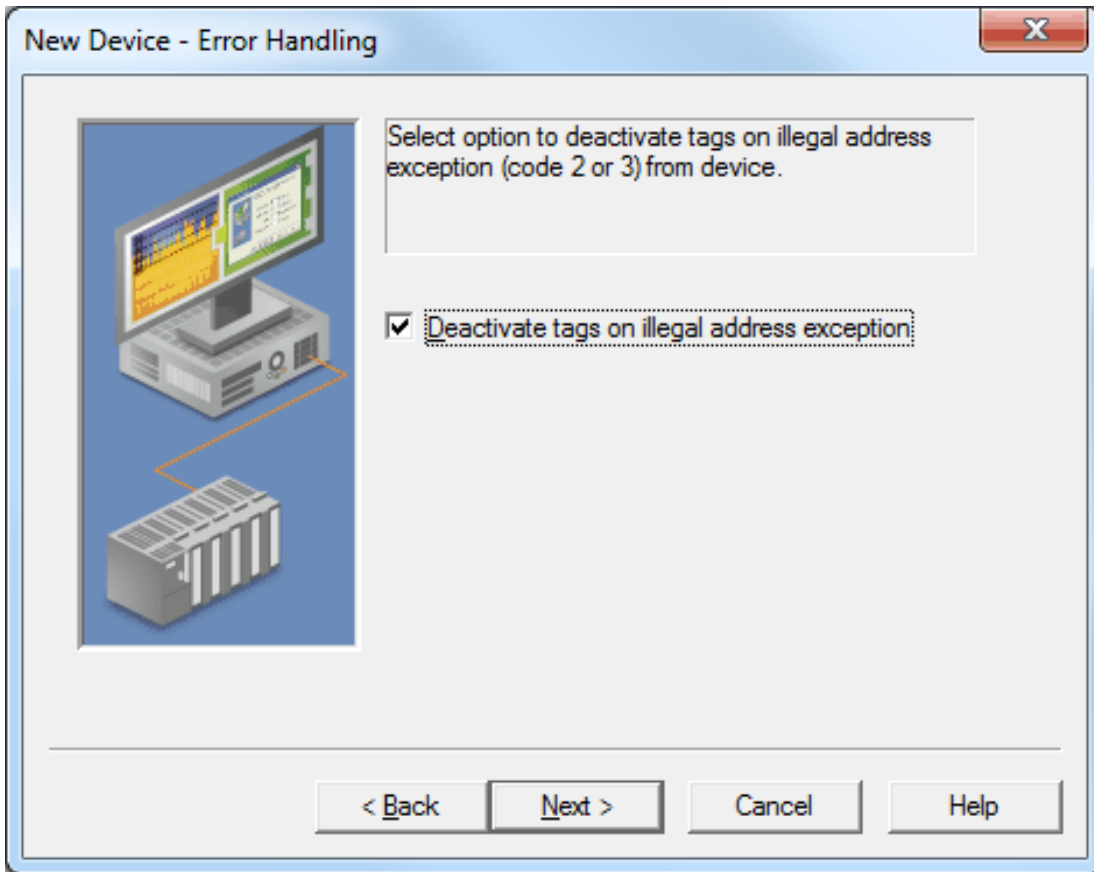 New Device - Error Handling
Select option to deactivate tags on illegal address
exception (code 2 or 3) from device.
Deactivate tags on illegal address exception
< Back Next > Cancel Help